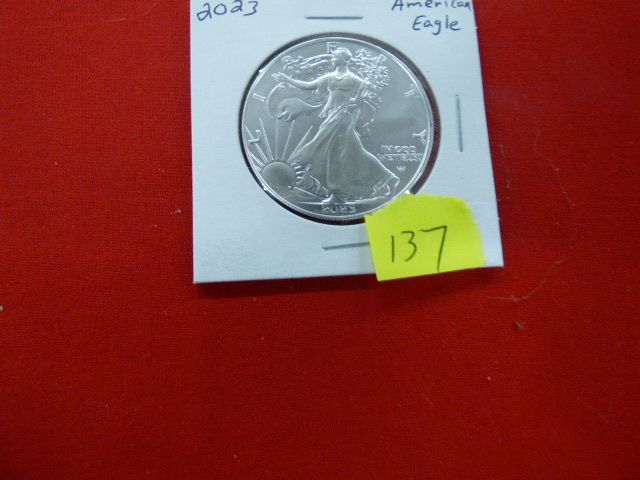 2023
American
Eagle
LIBERTY
IN GOD
WE TRUST
2023
137